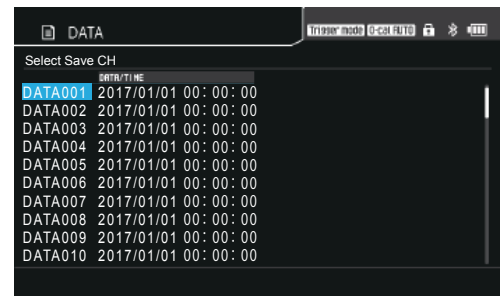 DATA
Trigger mode 0-cal AUTO
Select Save CH
DATA/TIME
DATA001 2017/01/01 00:00:00
DATA002 2017/01/01 00:00:00
DATA003 2017/01/01 00:00:00
DATA004 2017/01/01 00:00:00
DATA005 2017/01/01 00:00:00
DATA006 2017/01/01 00:00:00
DATA007 2017/01/01 00:00:00
DATA008 2017/01/01 00:00:00
DATA009 2017/01/01 00:00:00
DATA010 2017/01/01 00:00:00